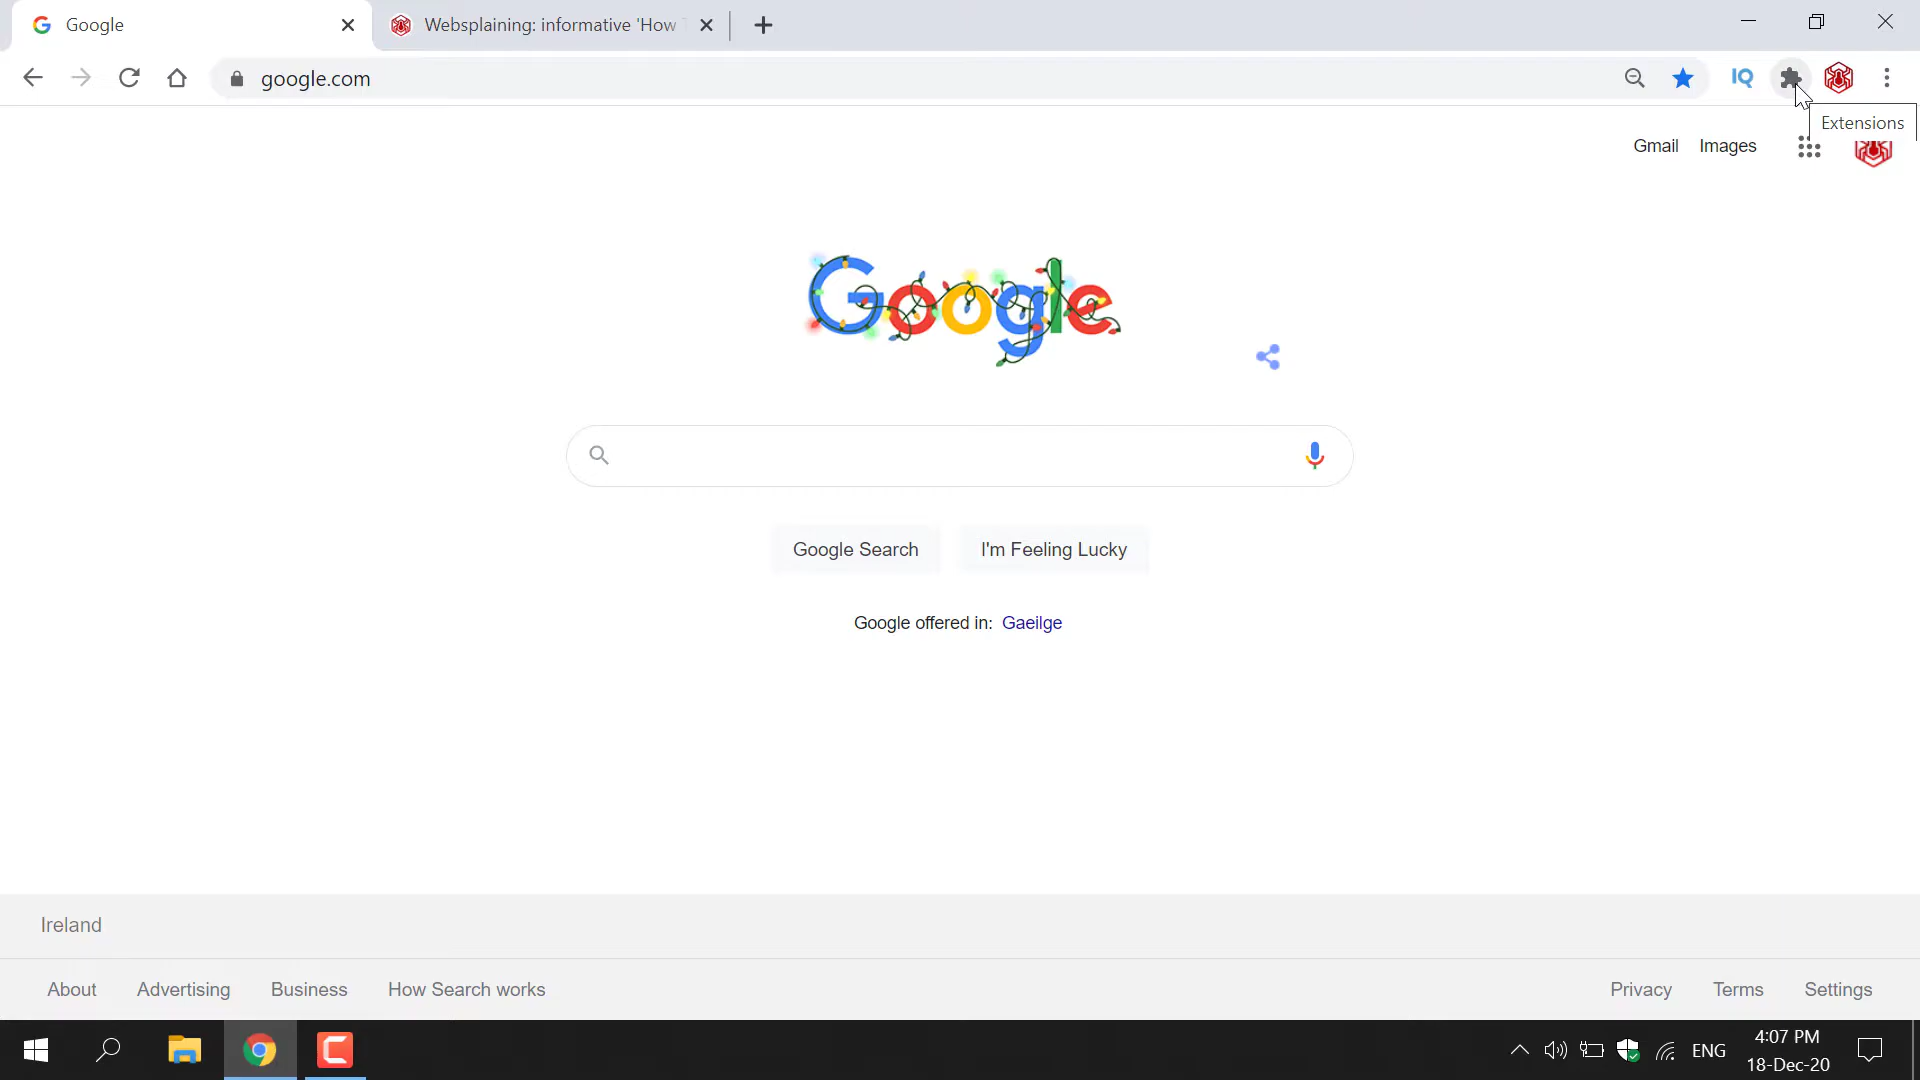 Google
Websplaining: informative 'How
google.com
IQ
Extensions
Gmail Images
Google
Google Search I'm Feeling Lucky
Google offered in: Gaeilge
Ireland
About Advertising Business How Search works Privacy Terms Settings
ENG
4:07 PM
18-Dec-20